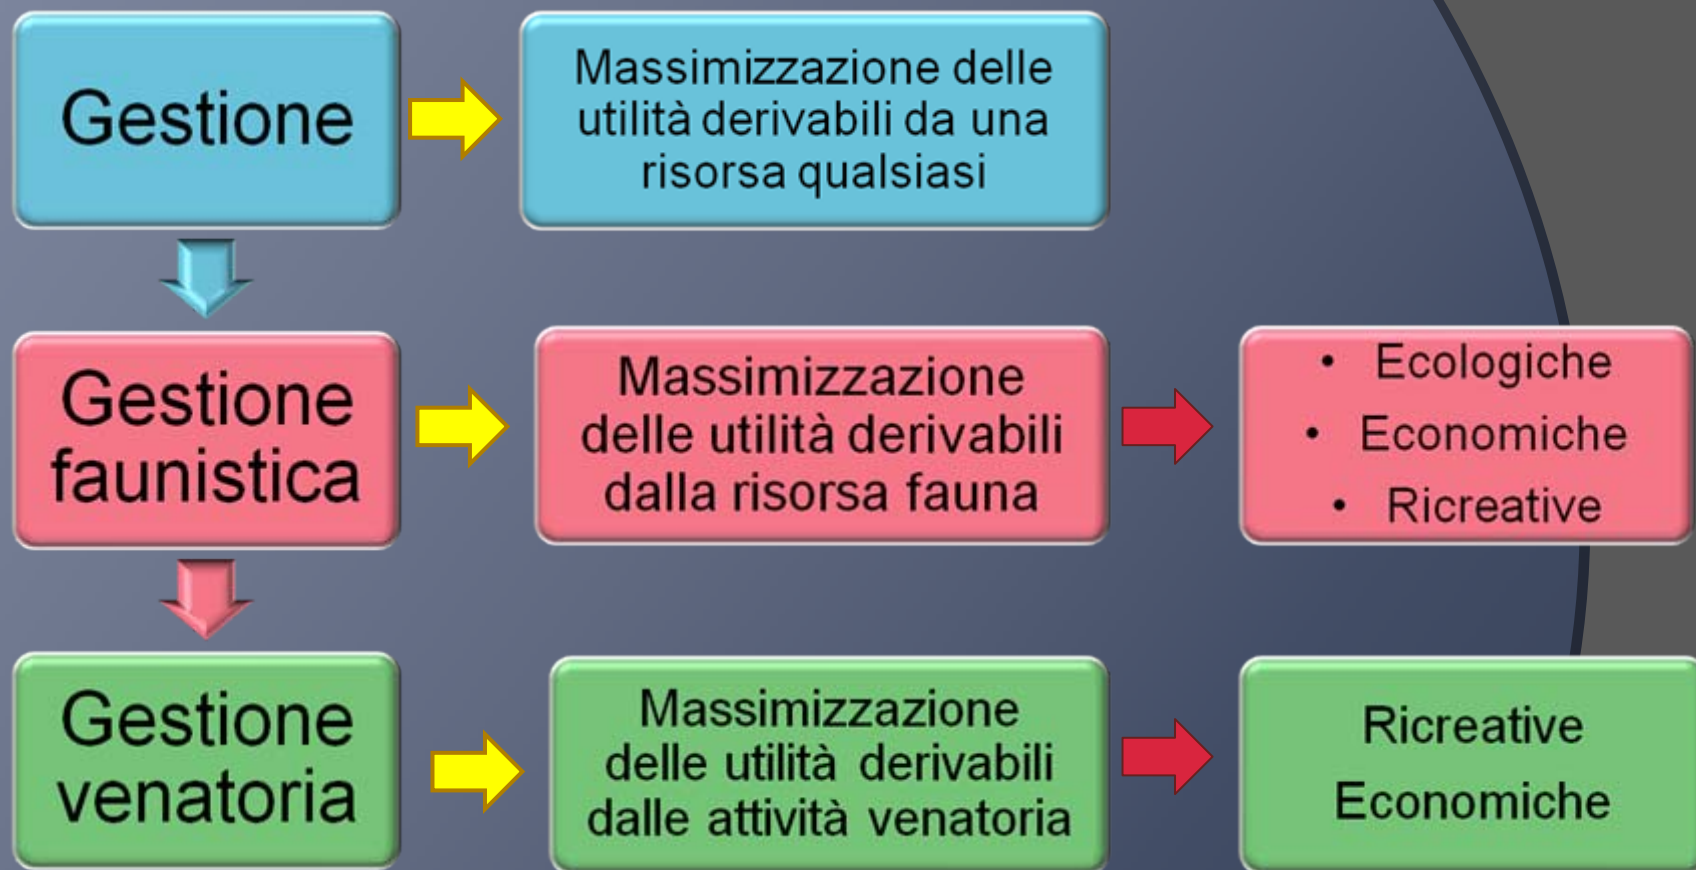 Gestione
Massimizzazione delle
utilità derivabili da una
risorsa qualsiasi
Gestione
faunistica
Massimizzazione
delle utilità derivabili
dalla risorsa fauna
• Ecologiche
• Economiche
• Ricreative
Gestione
venatoria
Massimizzazione
delle utilità derivabili
dalle attività venatoria
Ricreative
Economiche